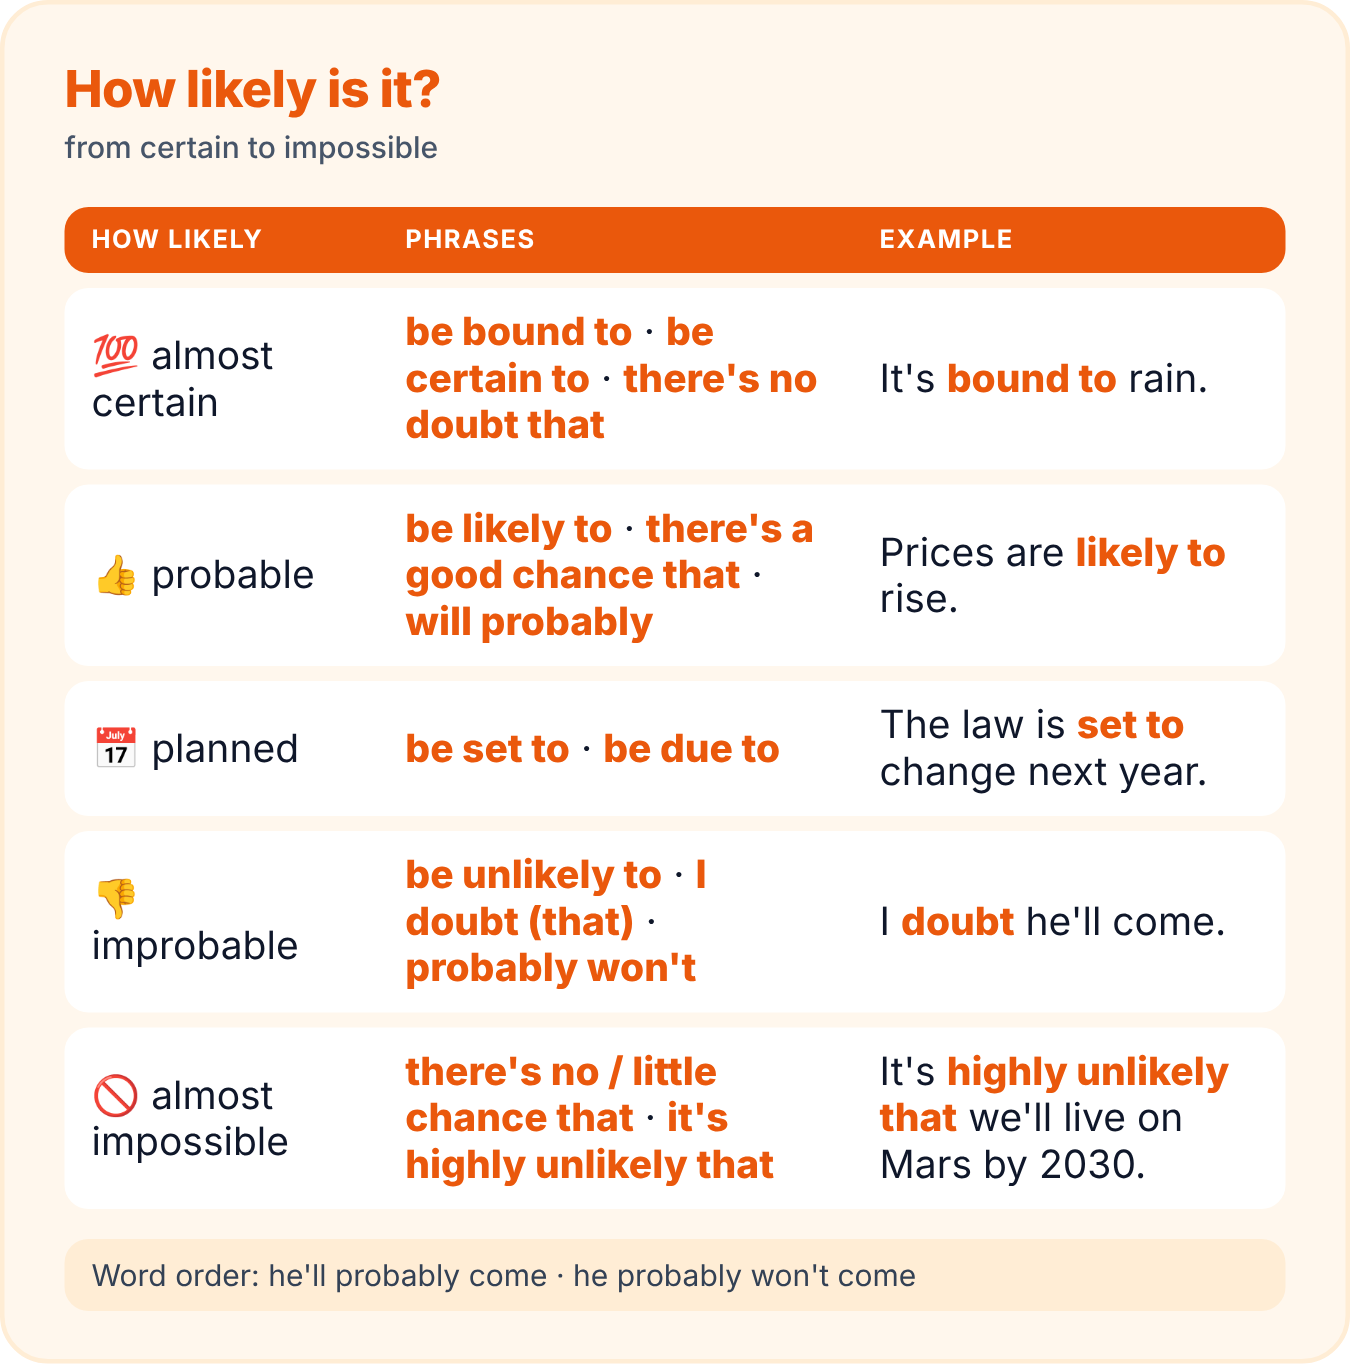 How likely is it?
from certain to impossible
HOW LIKELY PHRASES EXAMPLE
💯 almost certain
be bound to · be
certain to · there's no
doubt that
It's bound to rain.
👍 probable
be likely to · there's a
good chance that ·
will probably
Prices are likely to
rise.
📅 planned
be set to · be due to
The law is set to
change next year.
👎
improbable
be unlikely to · I
doubt (that) ·
probably won't
I doubt he'll come.
🚫 almost
impossible
there's no / little
chance that · it's
highly unlikely that
It's highly unlikely
that we'll live on
Mars by 2030.
Word order: he'll probably come · he probably won't come